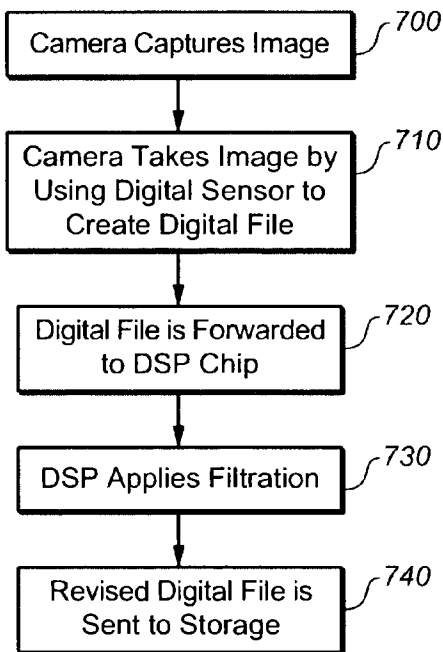 Camera Captures Image
700
Camera Takes Image by
Using Digital Sensor to
Create Digital File
710
Digital File is Forwarded
to DSP Chip
720
DSP Applies Filtration
730
Revised Digital File is
Sent to Storage
740